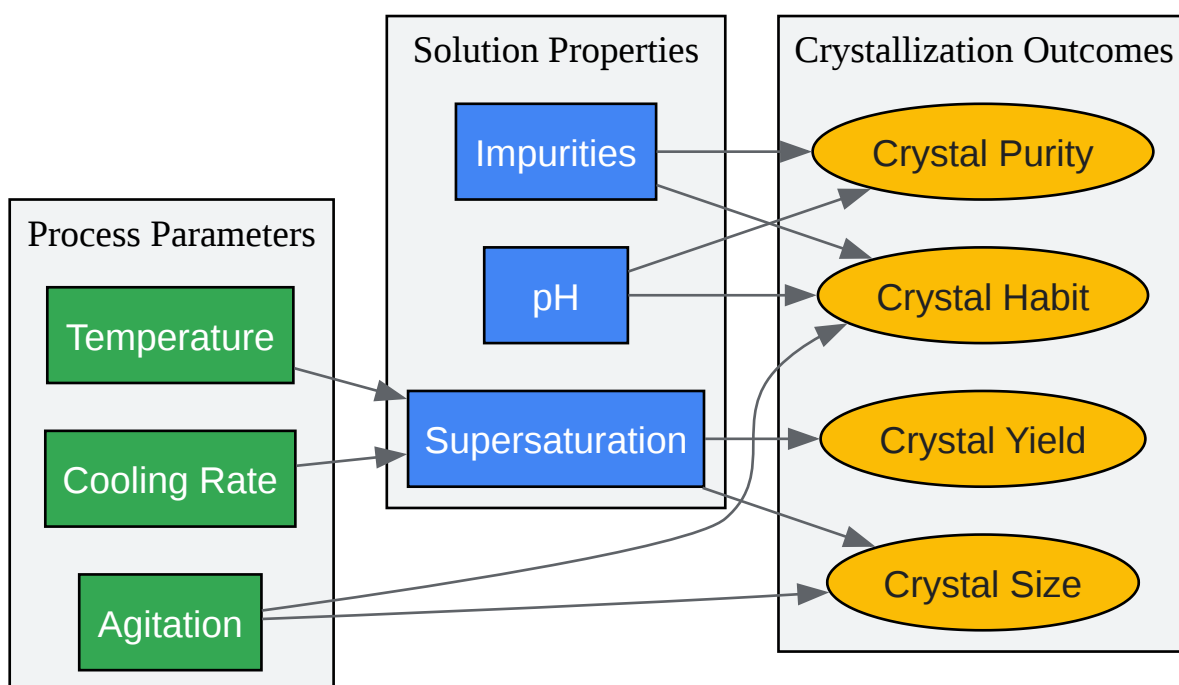 Process Parameters
Temperature
Cooling Rate
Agitation
Solution Properties
Impurities
pH
Supersaturation
Crystallization Outcomes
Crystal Purity
Crystal Habit
Crystal Yield
Crystal Size